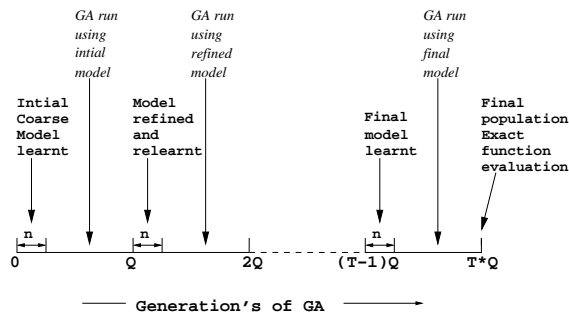 GA run
using
intial
model
GA run
using
refined
model
GA run
using
final
model
Intial
Coarse
Model
learnt
Model
refined
and
relearnt
Final
model
learnt
Final
population
Exact
function
evaluation
n
n
n
0
Q
2Q
(T-1)Q
T*Q
Generation's of GA